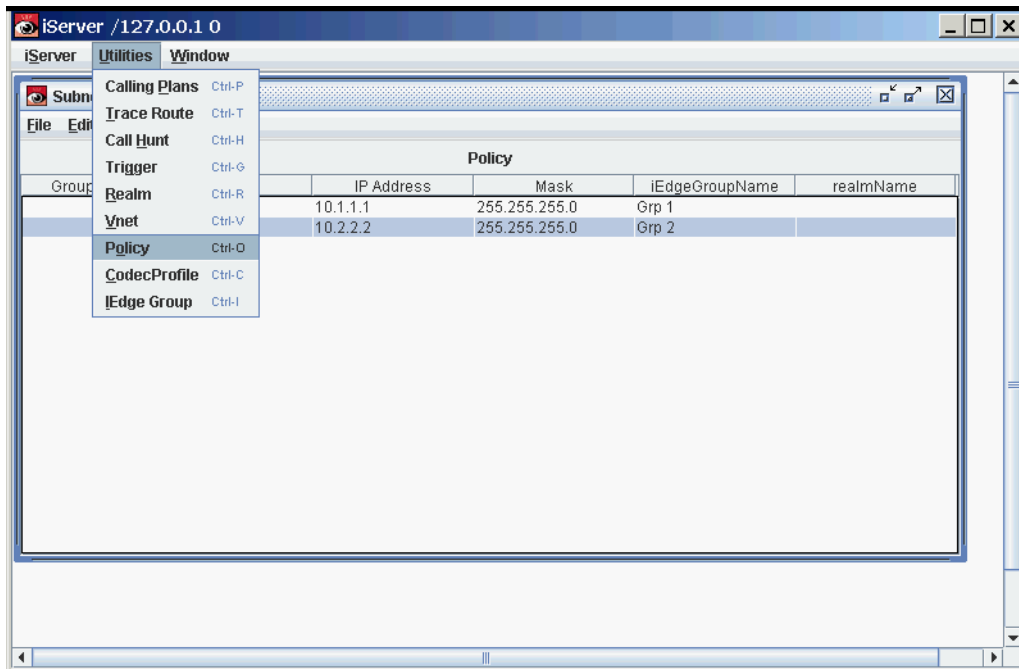 iServer /127.0.0.1 0
iServer Utilities Window
Calling Plans Ctrl-P
Trace Route Ctrl-T
Call Hunt Ctrl-H
Trigger Ctrl-G
Realm Ctrl-R
Vnet Ctrl-V
Policy Ctrl-O
CodecProfile Ctrl-C
IEdge Group Ctrl-I
Subn
File Edit
Policy
Group IP Address Mask iEdgeGroupName realmName
10.1.1.1 255.255.255.0 Grp 1
10.2.2.2 255.255.255.0 Grp 2